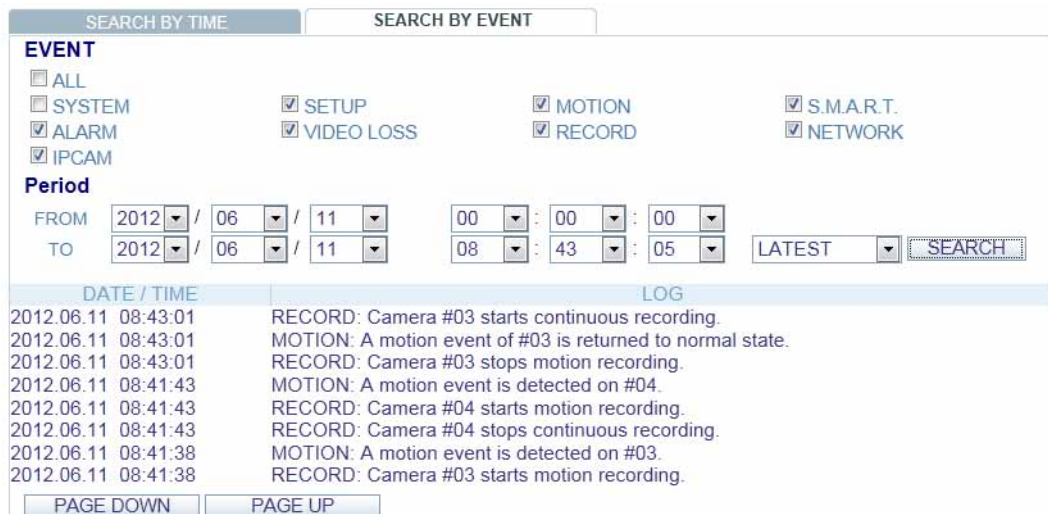 SEARCH BY TIME SEARCH BY EVENT
EVENT
ALL
SYSTEM SETUP MOTION S.M.A.R.T.
ALARM VIDEO LOSS RECORD NETWORK
IPCAM
Period
FROM 2012 / 06 / 11 00 : 00 : 00
TO 2012 / 06 / 11 08 : 43 : 05 LATEST SEARCH
DATE / TIME LOG
2012.06.11 08:43:01 RECORD: Camera #03 starts continuous recording.
2012.06.11 08:43:01 MOTION: A motion event of #03 is returned to normal state.
2012.06.11 08:43:01 RECORD: Camera #03 stops motion recording.
2012.06.11 08:41:43 MOTION: A motion event is detected on #04.
2012.06.11 08:41:43 RECORD: Camera #04 starts motion recording.
2012.06.11 08:41:43 RECORD: Camera #04 stops continuous recording.
2012.06.11 08:41:38 MOTION: A motion event is detected on #03.
2012.06.11 08:41:38 RECORD: Camera #03 starts motion recording.
PAGE DOWN PAGE UP